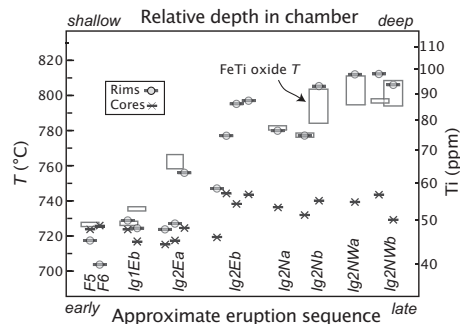 Relative depth in chamber
shallow
deep
FeTi oxide T
Rims
Cores
T (°C)
820
800
780
760
740
720
700
Ti (ppm)
110
100
90
80
70
60
50
40
F5
F6
Ig1Eb
Ig2Ea
Ig2Eb
Ig2Na
Ig2Nb
Ig2NWa
Ig2NWb
early
late
Approximate eruption sequence